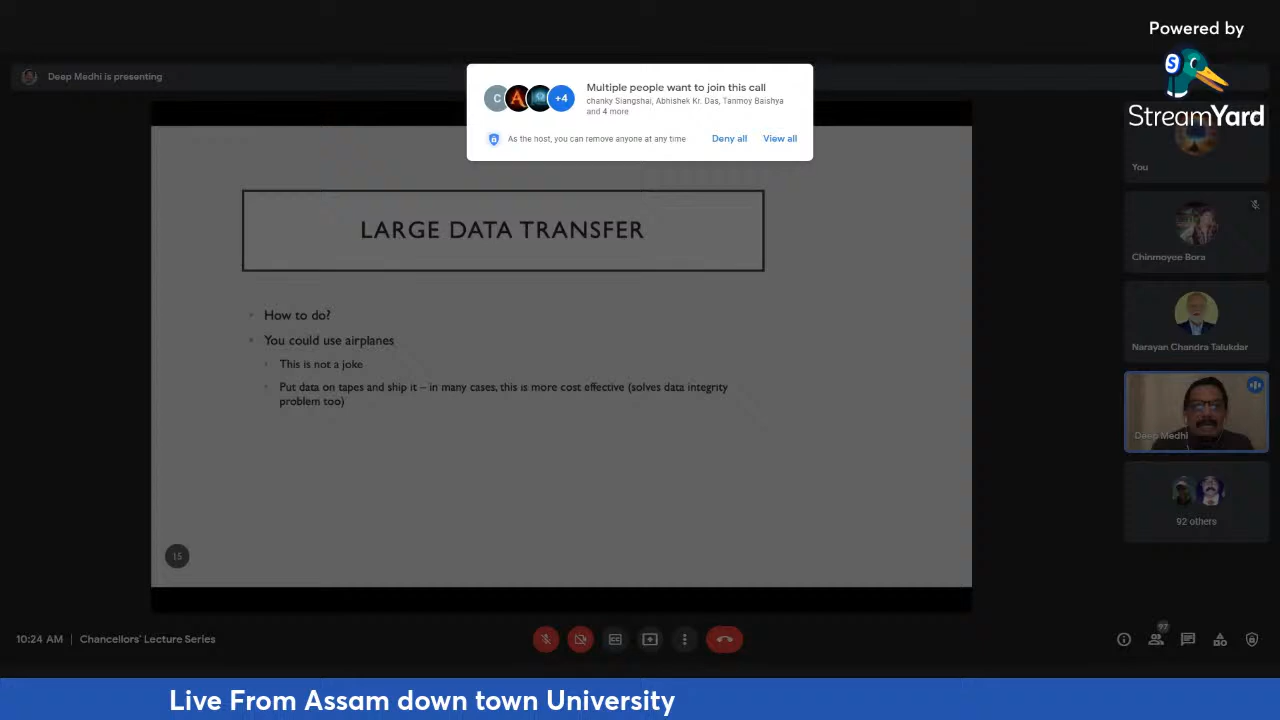 Powered by
StreamYard
Deep Medhi is presenting
C
A
+4
Multiple people want to join this call
chanky Siangshai, Abhishek Kr. Das, Tanmoy Baishya
and 4 more
As the host, you can remove anyone at any time
Deny all
View all
You
LARGE DATA TRANSFER
How to do?
You could use airplanes
This is not a joke
Put data on tapes and ship it – in many cases, this is more cost effective (solves data integrity
problem too)
15
Chinmoyee Bora
Narayan Chandra Talukdar
Deep Medhi
92 others
10:24 AM | Chancellors' Lecture Series
97
Live From Assam down town University